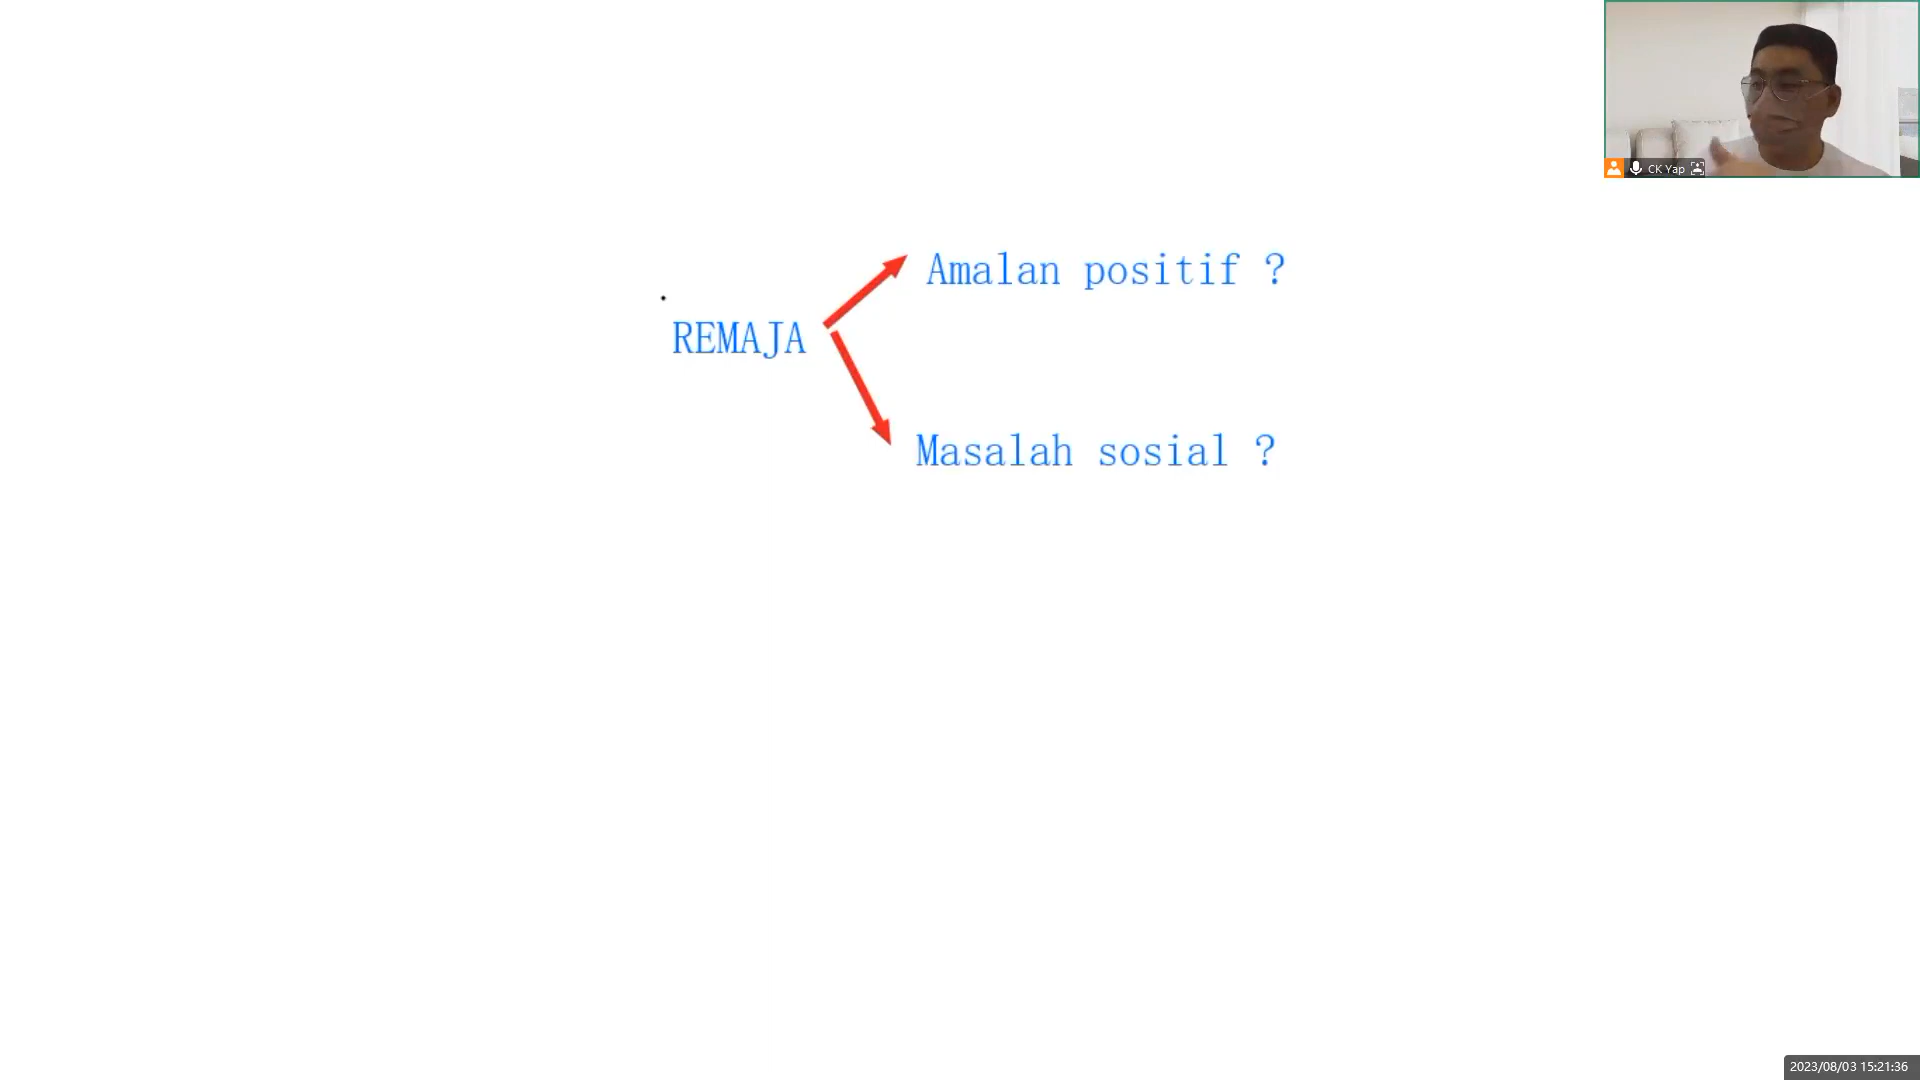 CK Yap
Amalan positif ?
REMAJA
Masalah sosial ?
2023/08/03 15:21:36